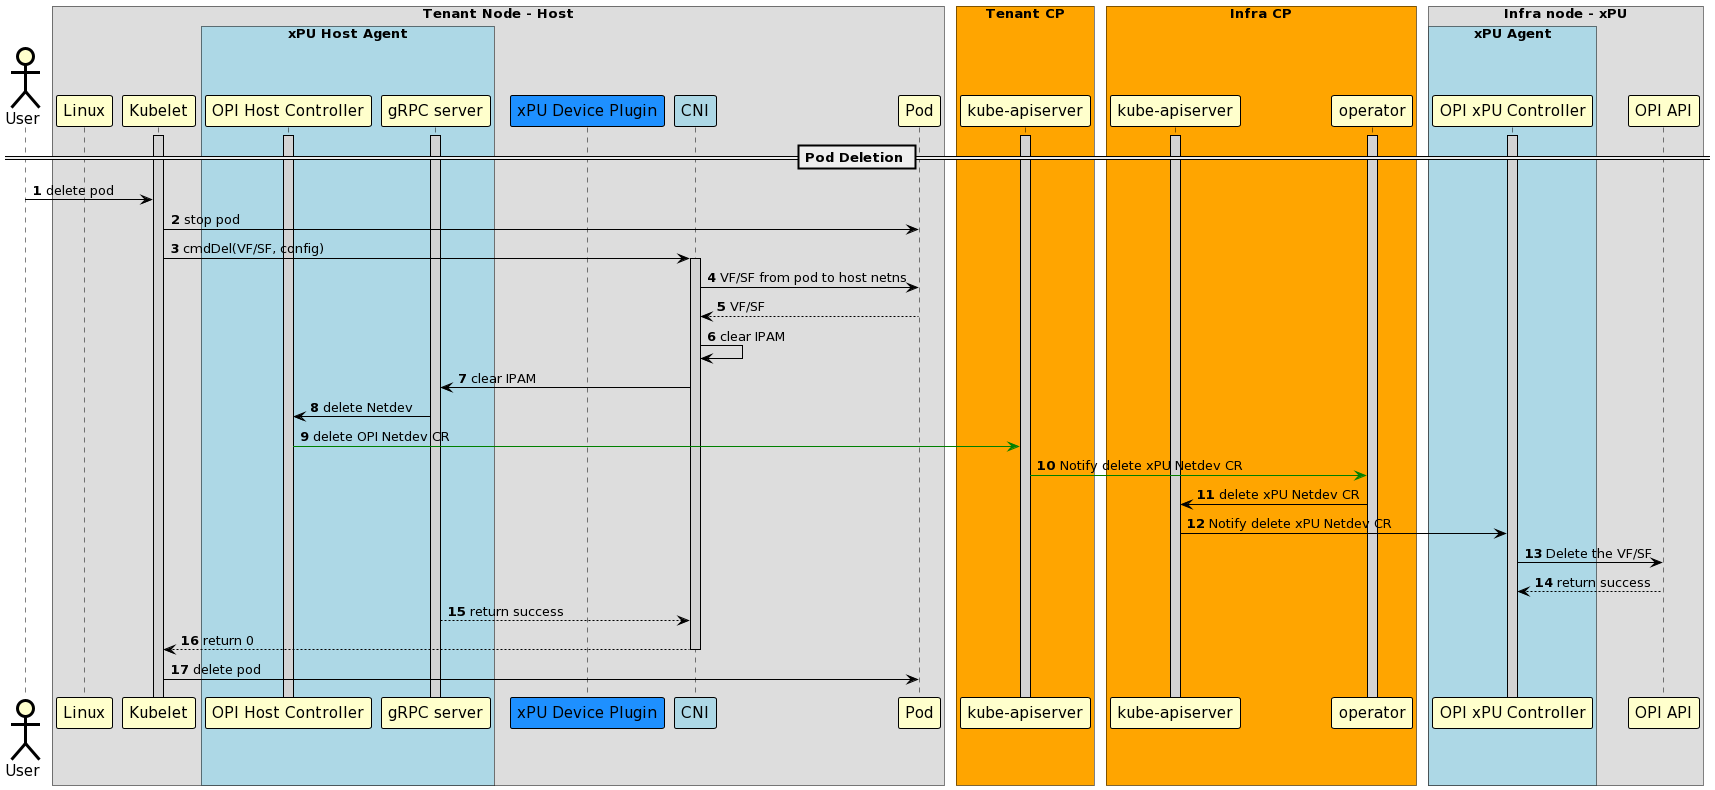 Tenant Node - Host
Tenant CP
Infra CP
Infra node - xPU
xPU Host Agent
xPU Agent
User
Linux
Kubelet
OPI Host Controller
gRPC server
xPU Device Plugin
CNI
Pod
kube-apiserver
kube-apiserver
operator
OPI xPU Controller
OPI API
Pod Deletion
1 delete pod
2 stop pod
3 cmdDel(VF/SF, config)
4 VF/SF from pod to host netns
5 VF/SF
6 clear IPAM
7 clear IPAM
8 delete Netdev
9 delete OPI Netdev CR
10 Notify delete xPU Netdev CR
11 delete xPU Netdev CR
12 Notify delete xPU Netdev CR
13 Delete the VF/SF
14 return success
15 return success
16 return 0
17 delete pod
User
Linux
Kubelet
OPI Host Controller
gRPC server
xPU Device Plugin
CNI
Pod
kube-apiserver
kube-apiserver
operator
OPI xPU Controller
OPI API